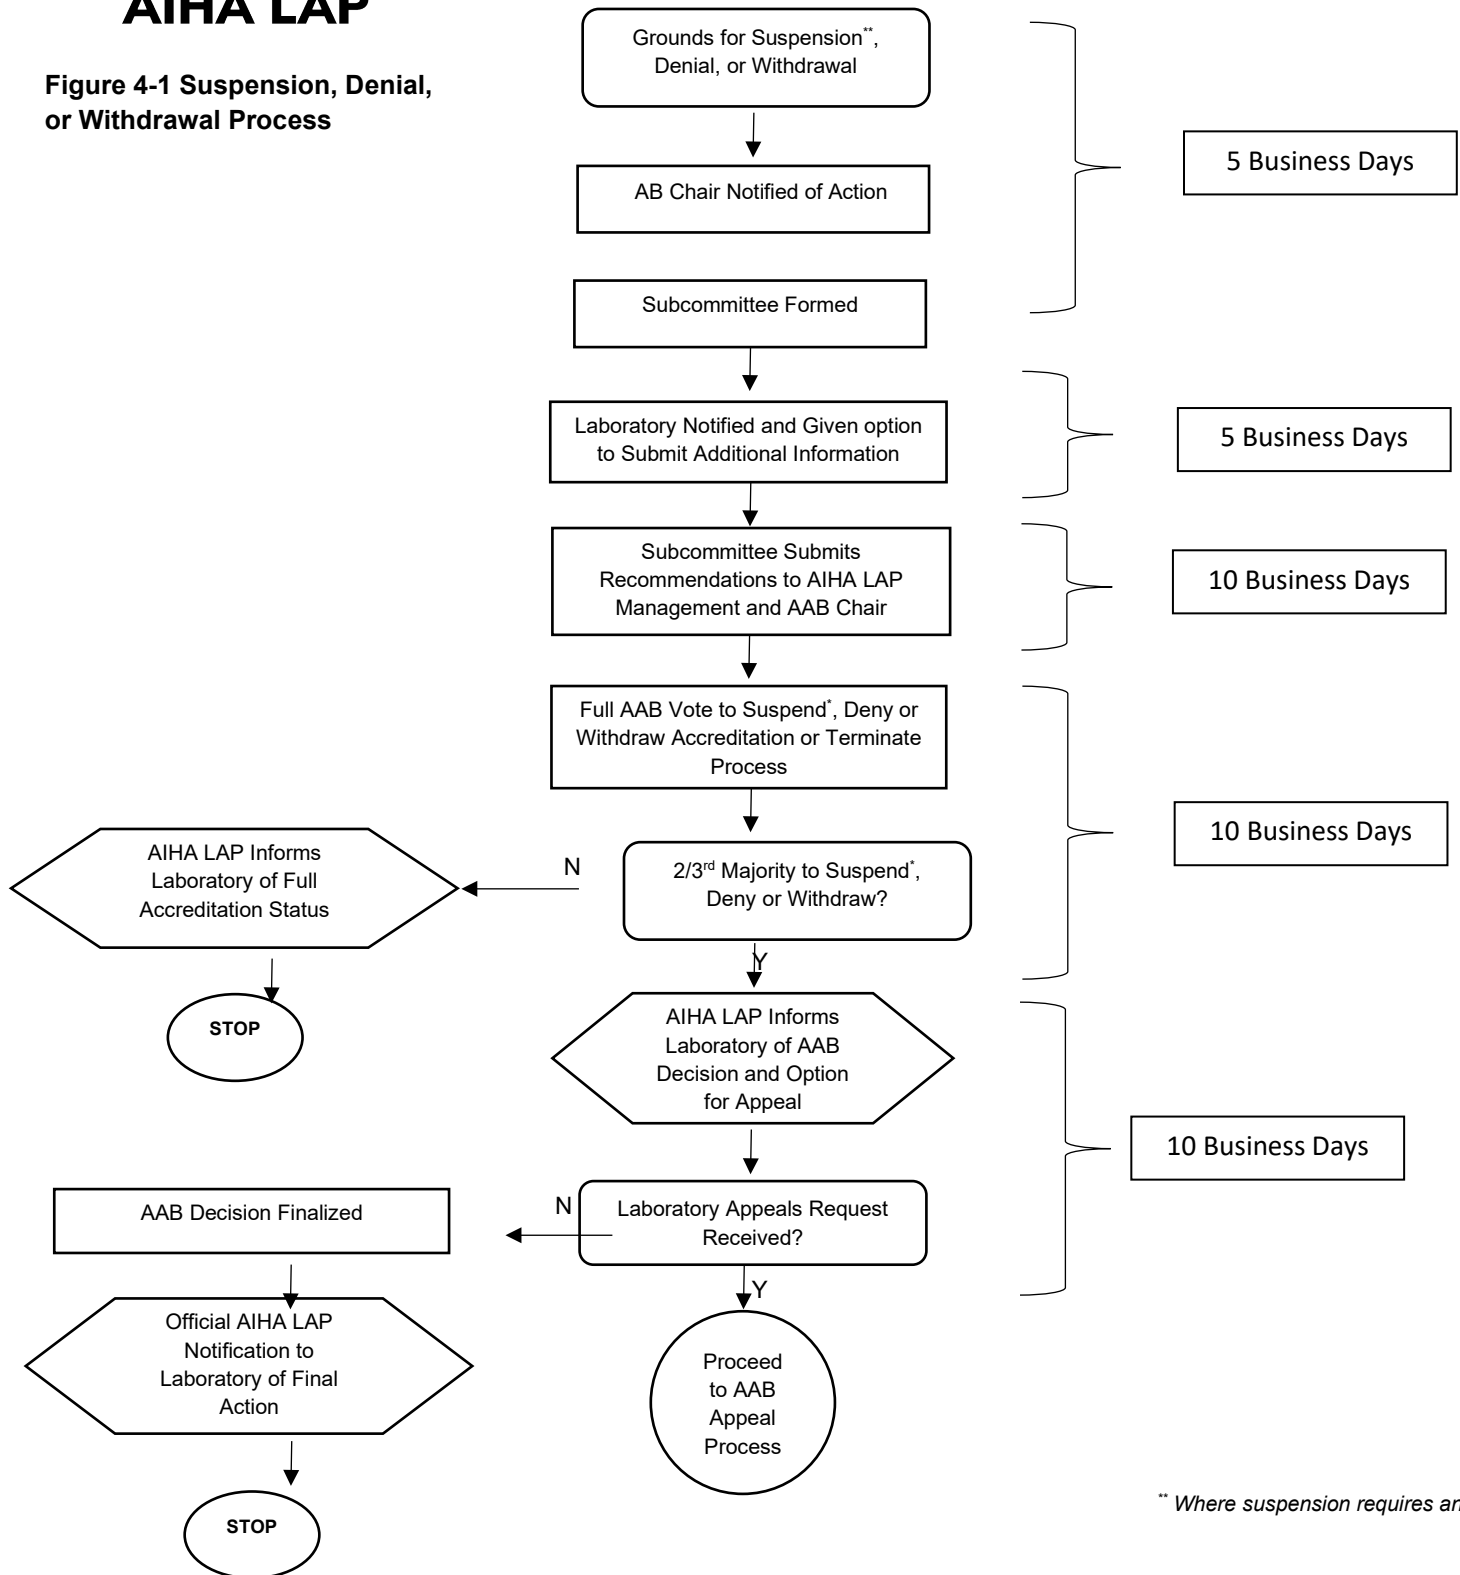 AIHA LAP
Figure 4-1 Suspension, Denial,
or Withdrawal Process
Grounds for Suspension**,
Denial, or Withdrawal
5 Business Days
AB Chair Notified of Action
Subcommittee Formed
Laboratory Notified and Given option
to Submit Additional Information
5 Business Days
Subcommittee Submits
Recommendations to AIHA LAP
Management and AAB Chair
10 Business Days
Full AAB Vote to Suspend*, Deny or
Withdraw Accreditation or Terminate
Process
10 Business Days
2/3rd Majority to Suspend*,
Deny or Withdraw?
N
AIHA LAP Informs
Laboratory of Full
Accreditation Status
STOP
Y
AIHA LAP Informs
Laboratory of AAB
Decision and Option
for Appeal
10 Business Days
Laboratory Appeals Request
Received?
N
AAB Decision Finalized
Official AIHA LAP
Notification to
Laboratory of Final
Action
STOP
Y
Proceed
to AAB
Appeal
Process
** Where suspension requires an